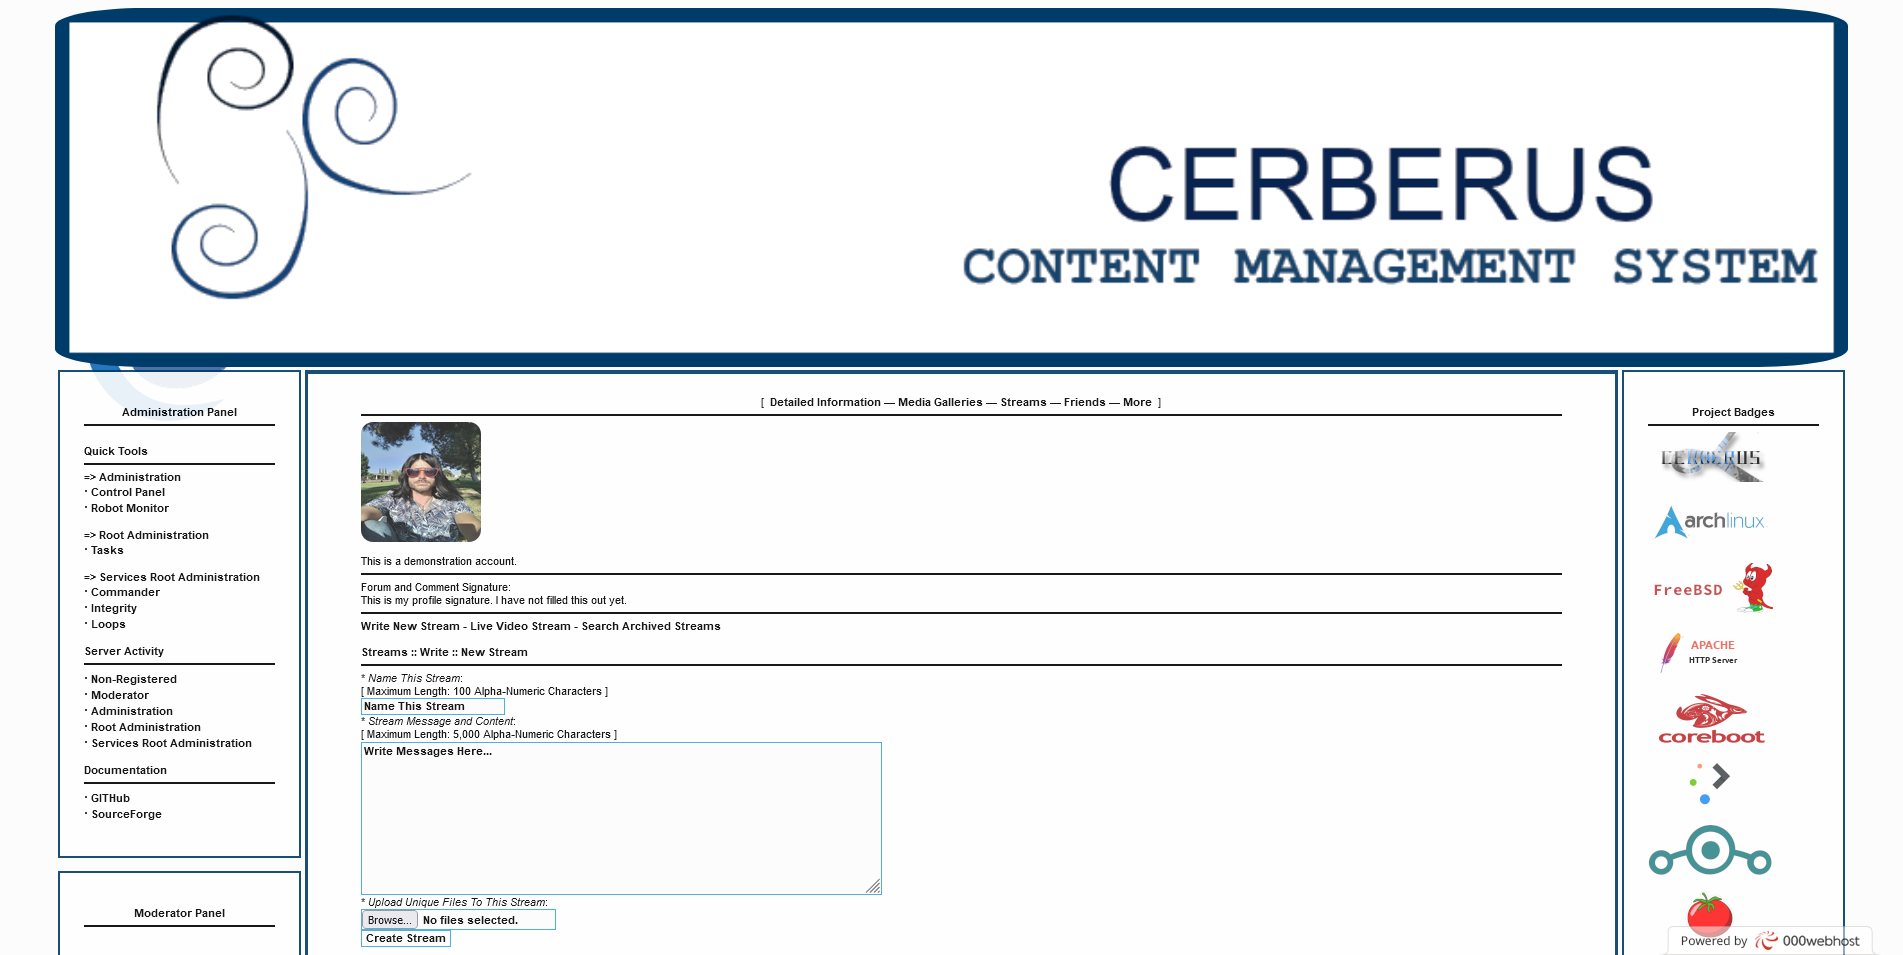 CERBERUS
CONTENT MANAGEMENT SYSTEM
Administration Panel
Quick Tools
=> Administration
· Control Panel
· Robot Monitor
=> Root Administration
· Tasks
=> Services Root Administration
· Commander
· Integrity
· Loops
Server Activity
· Non-Registered
· Moderator
· Administration
· Root Administration
· Services Root Administration
Documentation
· GITHub
· SourceForge
Moderator Panel
[ Detailed Information — Media Galleries — Streams — Friends — More ]
This is a demonstration account.
Forum and Comment Signature:
This is my profile signature. I have not filled this out yet.
Write New Stream - Live Video Stream - Search Archived Streams
Streams :: Write :: New Stream
* Name This Stream:
[ Maximum Length: 100 Alpha-Numeric Characters ]
Name This Stream
* Stream Message and Content:
[ Maximum Length: 5,000 Alpha-Numeric Characters ]
Write Messages Here...
* Upload Unique Files To This Stream:
Browse... No files selected.
Create Stream
Project Badges
CERBERUS
archlinux
FreeBSD
APACHE
HTTP Server
coreboot
Powered by 000webhost